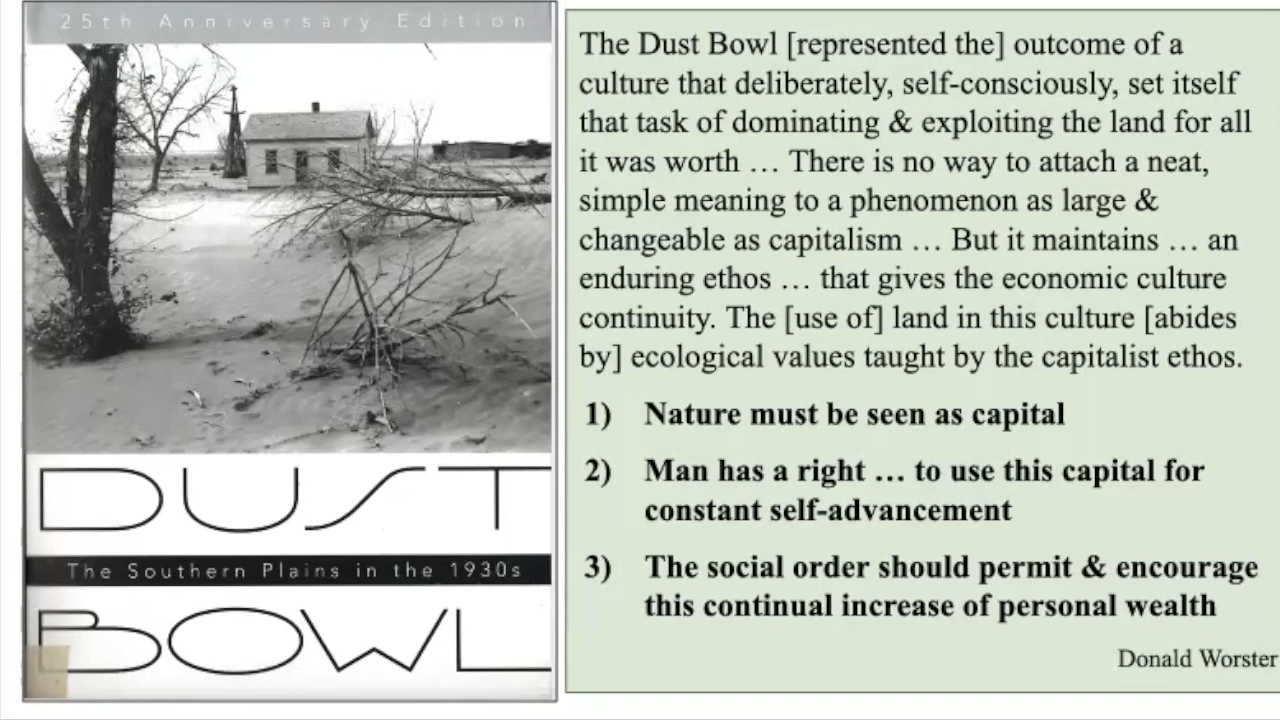 25th Anniversary Edition
DUST
The Southern Plains in the 1930s
BOWL
The Dust Bowl [represented the] outcome of a
culture that deliberately, self-consciously, set itself
that task of dominating & exploiting the land for all
it was worth … There is no way to attach a neat,
simple meaning to a phenomenon as large &
changeable as capitalism … But it maintains … an
enduring ethos … that gives the economic culture
continuity. The [use of] land in this culture [abides
by] ecological values taught by the capitalist ethos.
1) Nature must be seen as capital
2) Man has a right … to use this capital for
constant self-advancement
3) The social order should permit & encourage
this continual increase of personal wealth
Donald Worster